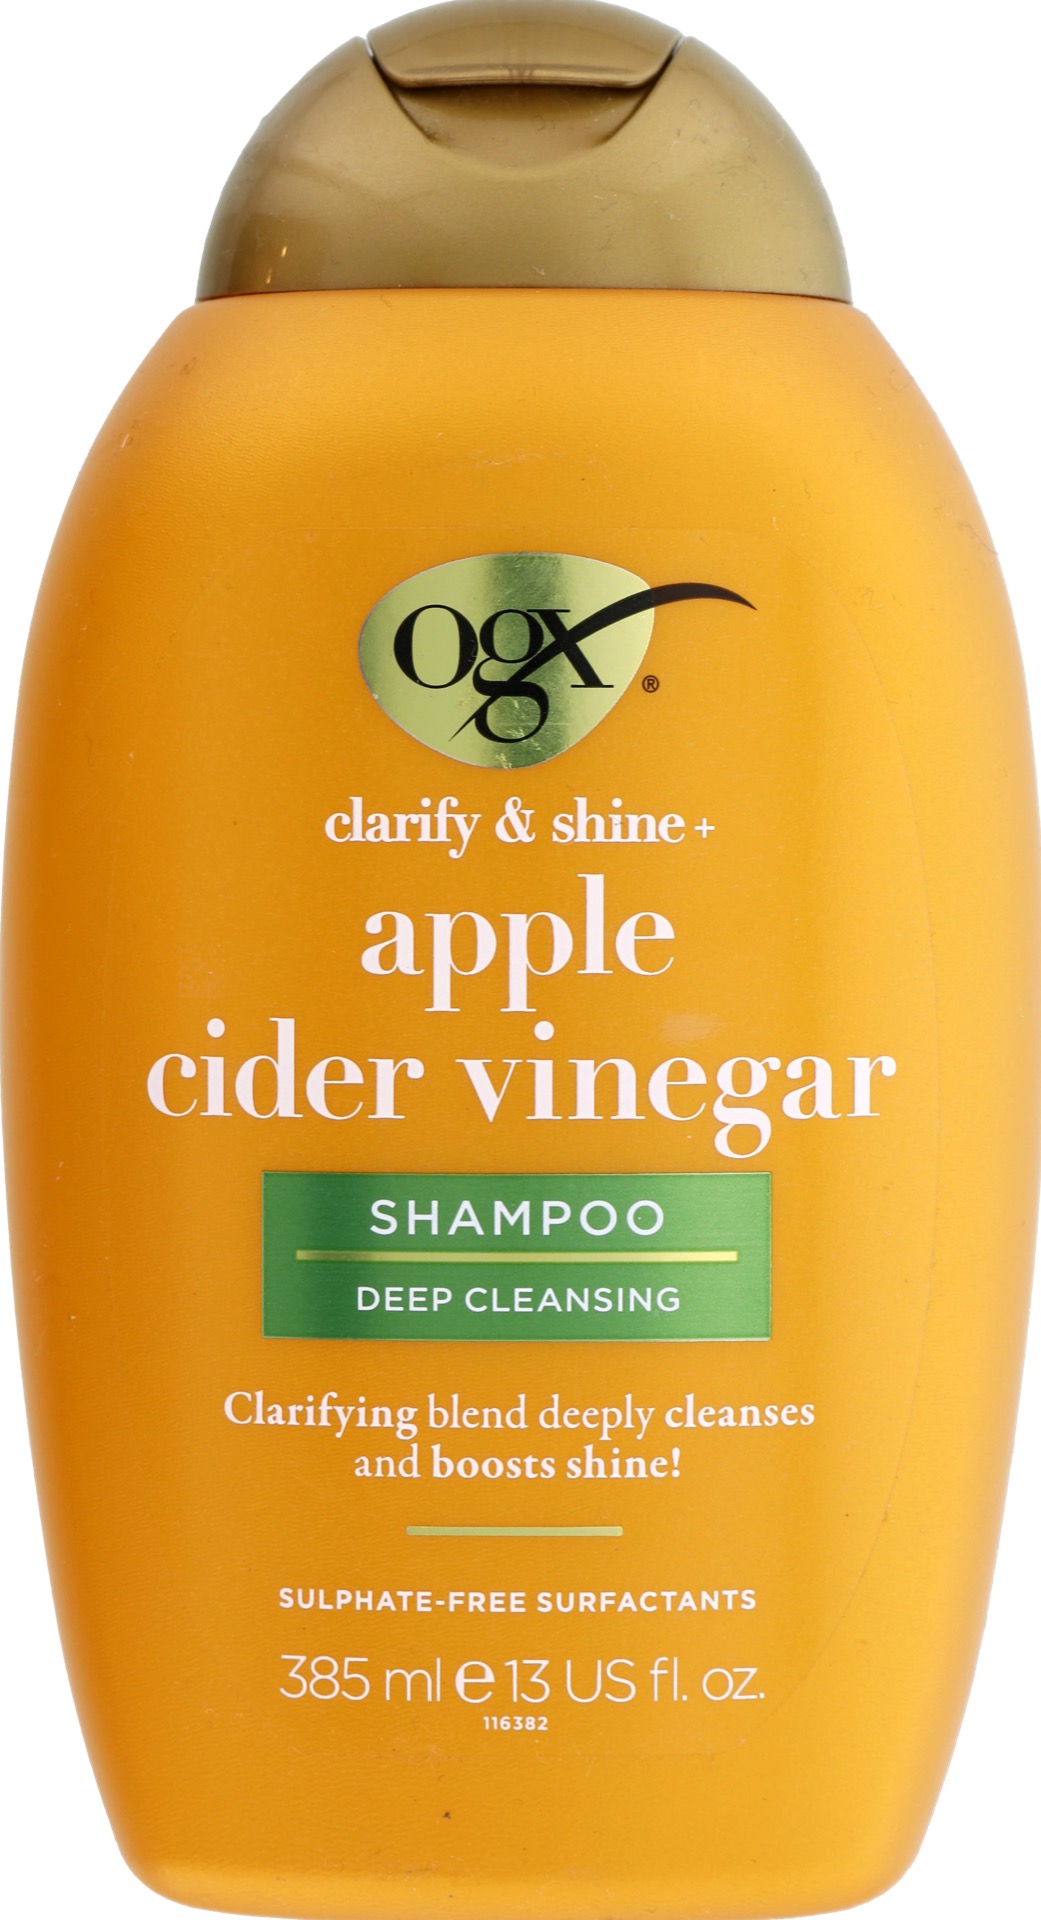 ogx®
clarify & shine+
apple
cider vinegar
SHAMPOO
DEEP CLEANSING
Clarifying blend deeply cleanses
and boosts shine!
SULPHATE-FREE SURFACTANTS
385 ml e 13 US fl. oz.
116382